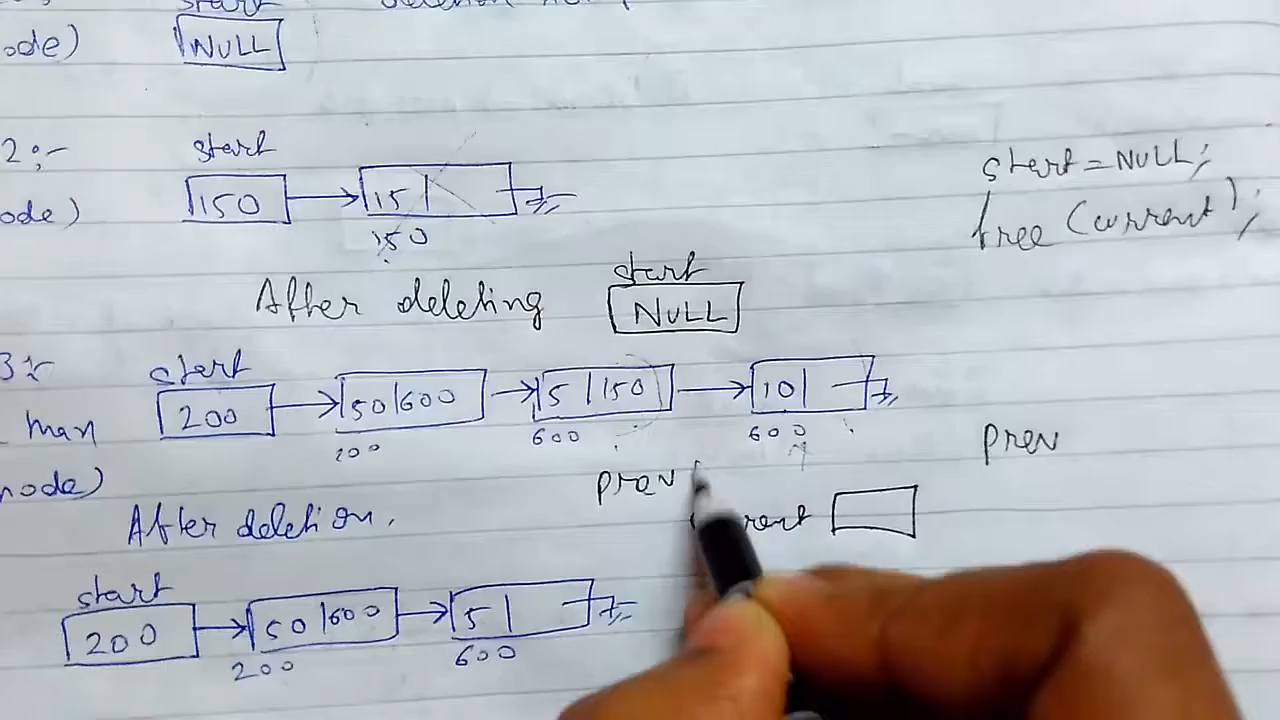 start
ode) NULL
2:- start
ode) 150 15 start = NULL;
150 free (current);
start
After deleting NULL
3:- start
200 50 600 5 150 10
man 200 600 600 prev
node) prev
After deletion.
start
200 50 600 5
200 600